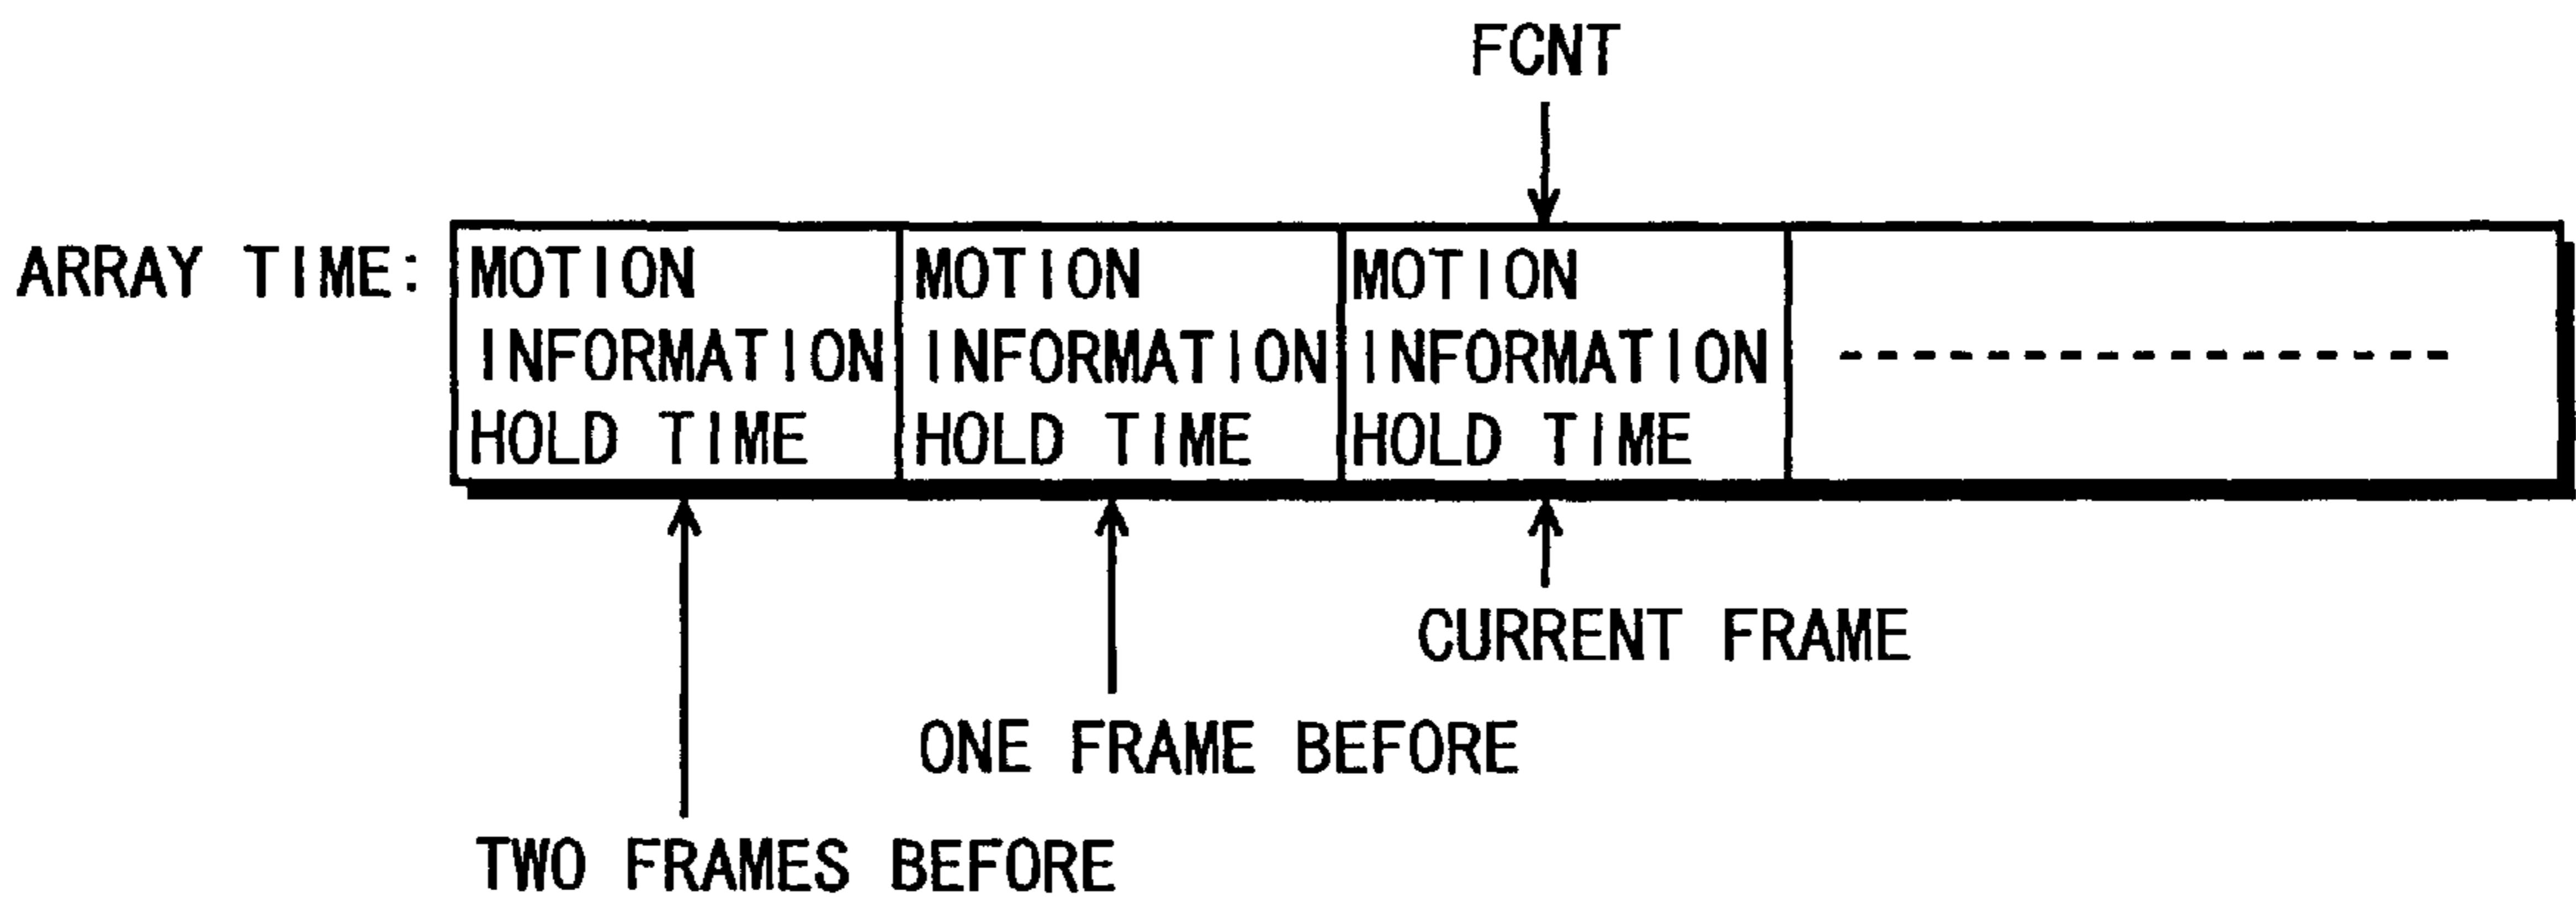 FCNT
ARRAY TIME:
MOTION
INFORMATION
HOLD TIME
MOTION
INFORMATION
HOLD TIME
MOTION
INFORMATION
HOLD TIME
CURRENT FRAME
ONE FRAME BEFORE
TWO FRAMES BEFORE